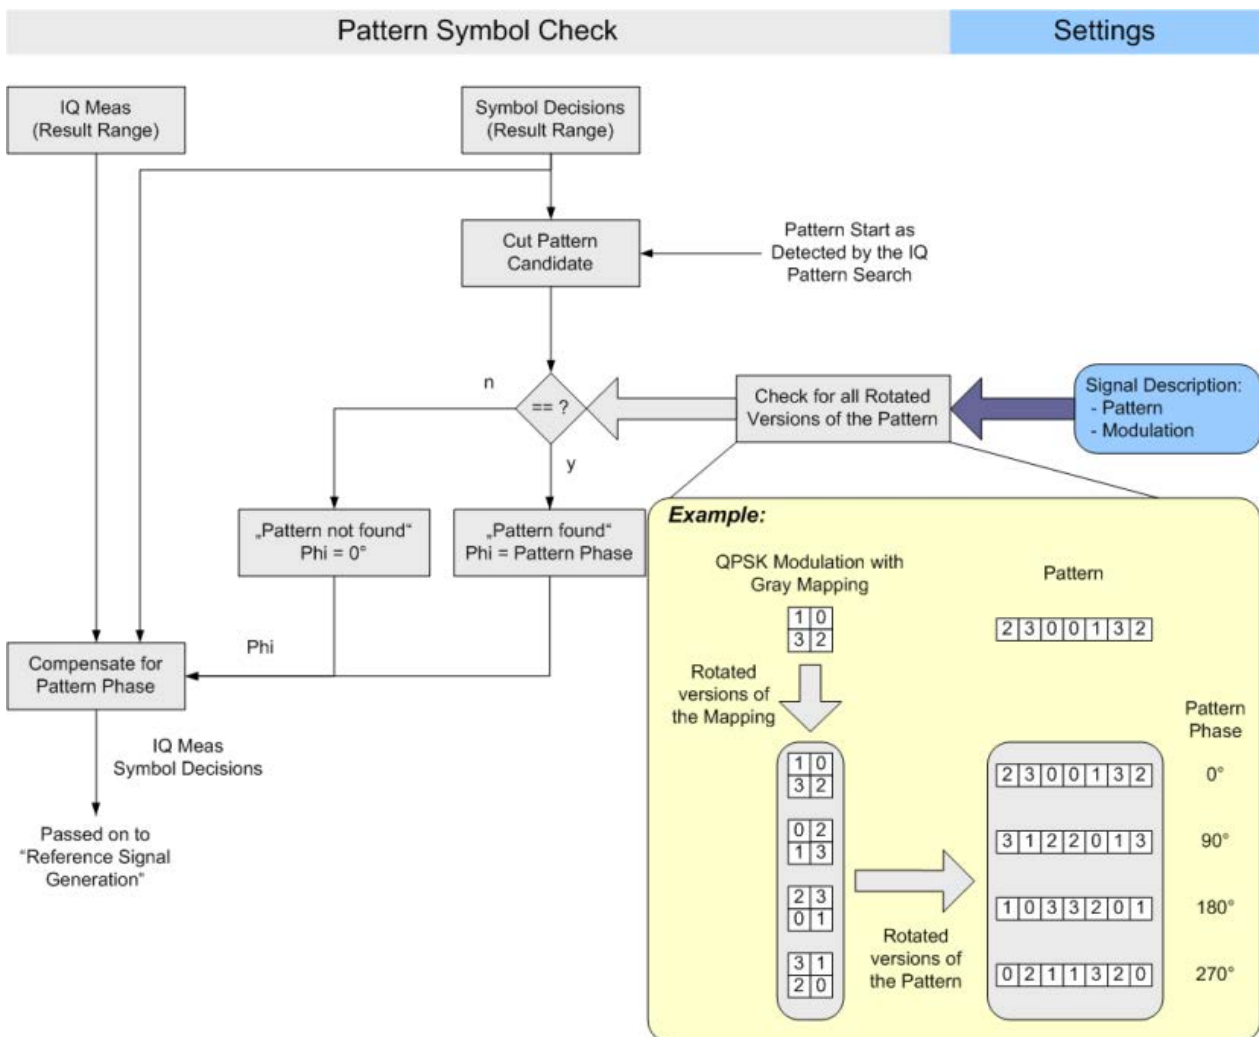 Pattern Symbol Check
Settings
IQ Meas
(Result Range)
Symbol Decisions
(Result Range)
Cut Pattern
Candidate
Pattern Start as
Detected by the IQ
Pattern Search
n
== ?
y
Check for all Rotated
Versions of the Pattern
Signal Description:
- Pattern
- Modulation
„Pattern not found“
Phi = 0°
„Pattern found“
Phi = Pattern Phase
Phi
Compensate for
Pattern Phase
IQ Meas
Symbol Decisions
Passed on to
“Reference Signal
Generation”
Example:
QPSK Modulation with
Gray Mapping
1 0
3 2
Pattern
2 3 0 0 1 3 2
Rotated
versions of
the Mapping
Pattern
Phase
1 0
3 2
2 3 0 0 1 3 2
0°
0 2
1 3
3 1 2 2 0 1 3
90°
2 3
0 1
1 0 3 3 2 0 1
180°
3 1
2 0
0 2 1 1 3 2 0
270°
Rotated
versions of
the Pattern